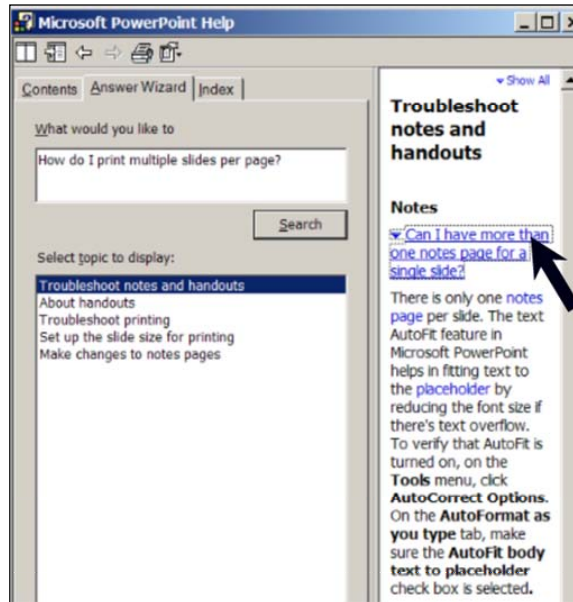 Microsoft PowerPoint Help
Contents Answer Wizard Index
What would you like to
How do I print multiple slides per page?
Search
Select topic to display:
Troubleshoot notes and handouts
About handouts
Troubleshoot printing
Set up the slide size for printing
Make changes to notes pages
Show All
Troubleshoot
notes and
handouts
Notes
Can I have more than
one notes page for a
single slide?
There is only one notes
page per slide. The text
AutoFit feature in
Microsoft PowerPoint
helps in fitting text to
the placeholder by
reducing the font size if
there's text overflow.
To verify that AutoFit is
turned on, on the
Tools menu, click
AutoCorrect Options.
On the AutoFormat as
you type tab, make
sure the AutoFit body
text to placeholder
check box is selected.